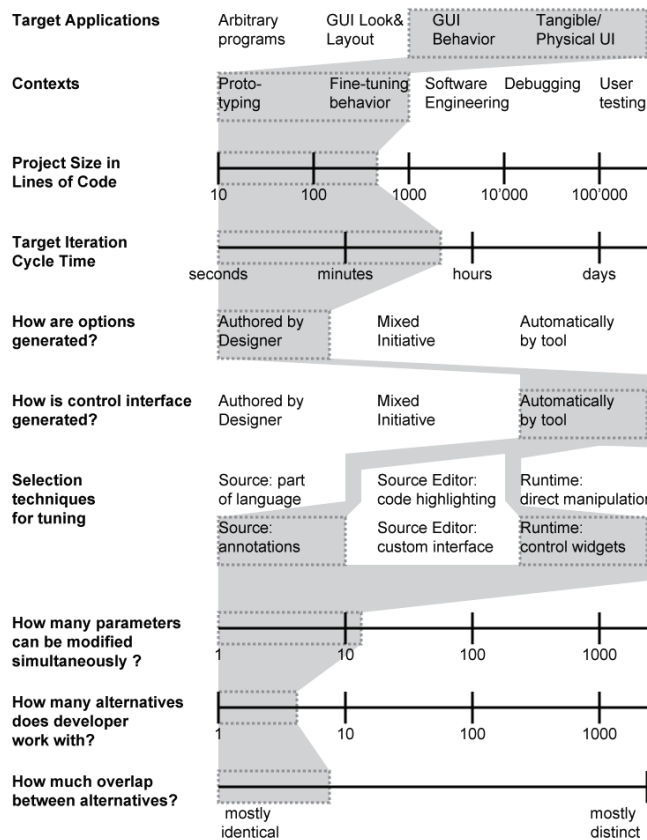 Target Applications
Arbitrary programs
GUI Look& Layout
GUI Behavior
Tangible/ Physical UI
Contexts
Proto- typing
Fine-tuning behavior
Software Engineering
Debugging
User testing
Project Size in
Lines of Code
10 100 1000 10'000 100'000
Target Iteration
Cycle Time
seconds minutes hours days
How are options
generated?
Authored by Designer
Mixed Initiative
Automatically by tool
How is control interface
generated?
Authored by Designer
Mixed Initiative
Automatically by tool
Selection
techniques
for tuning
Source: part of language
Source Editor: code highlighting
Runtime: direct manipulation
Source: annotations
Source Editor: custom interface
Runtime: control widgets
How many parameters
can be modified
simultaneously ?
1 10 100 1000
How many alternatives
does developer
work with?
1 10 100 1000
How much overlap
between alternatives?
mostly identical
mostly distinct